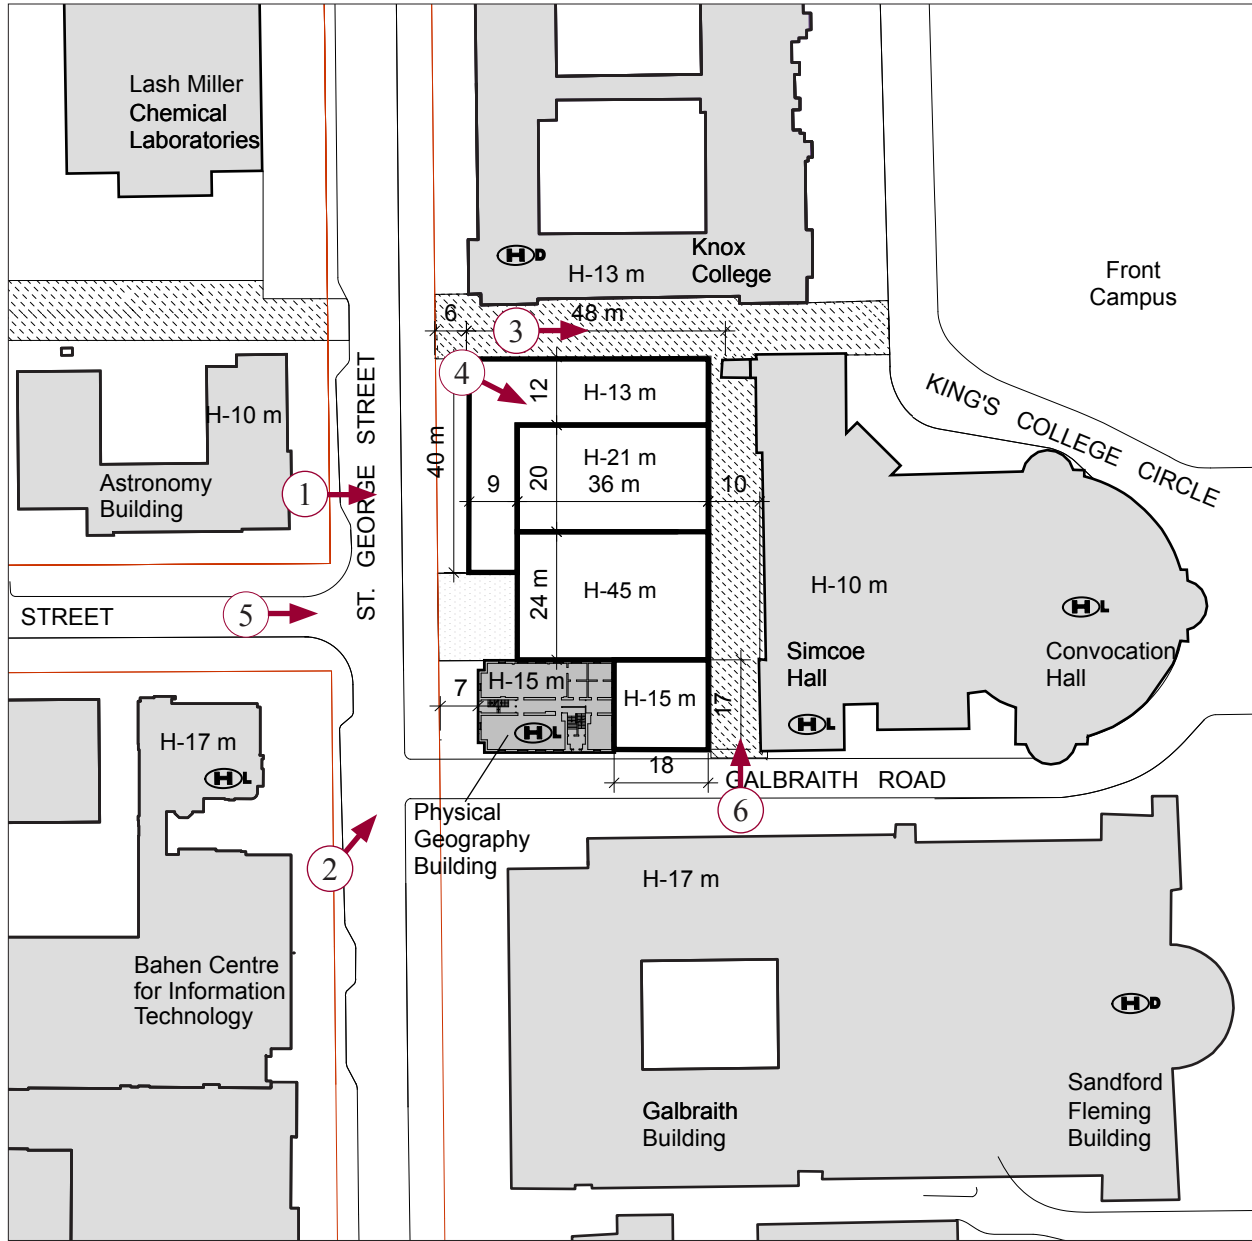 Lash Miller
Chemical
Laboratories
H D
H-13 m
Knox
College
Front
Campus
6
48 m
3
4
12
H-13 m
KING'S COLLEGE CIRCLE
H-10 m
ST. GEORGE STREET
40 m
Astronomy
Building
1
9
20
H-21 m
36 m
10
STREET
5
24 m
H-45 m
H-10 m
H L
Simcoe
Hall
Convocation
Hall
7
H-15 m
H-15 m
17
H L
H L
H-17 m
H L
18
GALBRAITH ROAD
6
Physical
Geography
Building
2
H-17 m
Bahen Centre
for Information
Technology
H D
Galbraith
Building
Sandford
Fleming
Building